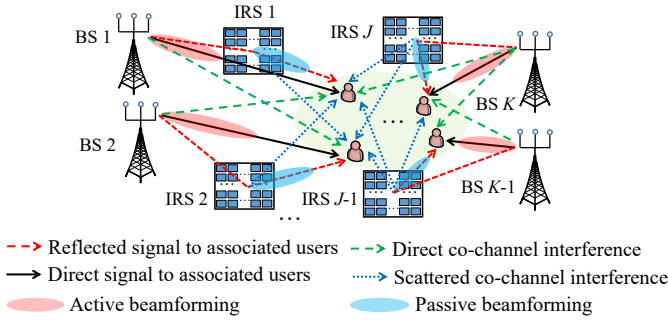 IRS 1
IRS J
BS 1
BS K
BS 2
...
IRS 2
IRS J-1
BS K-1
...
Reflected signal to associated users
Direct co-channel interference
Direct signal to associated users
Scattered co-channel interference
Active beamforming
Passive beamforming